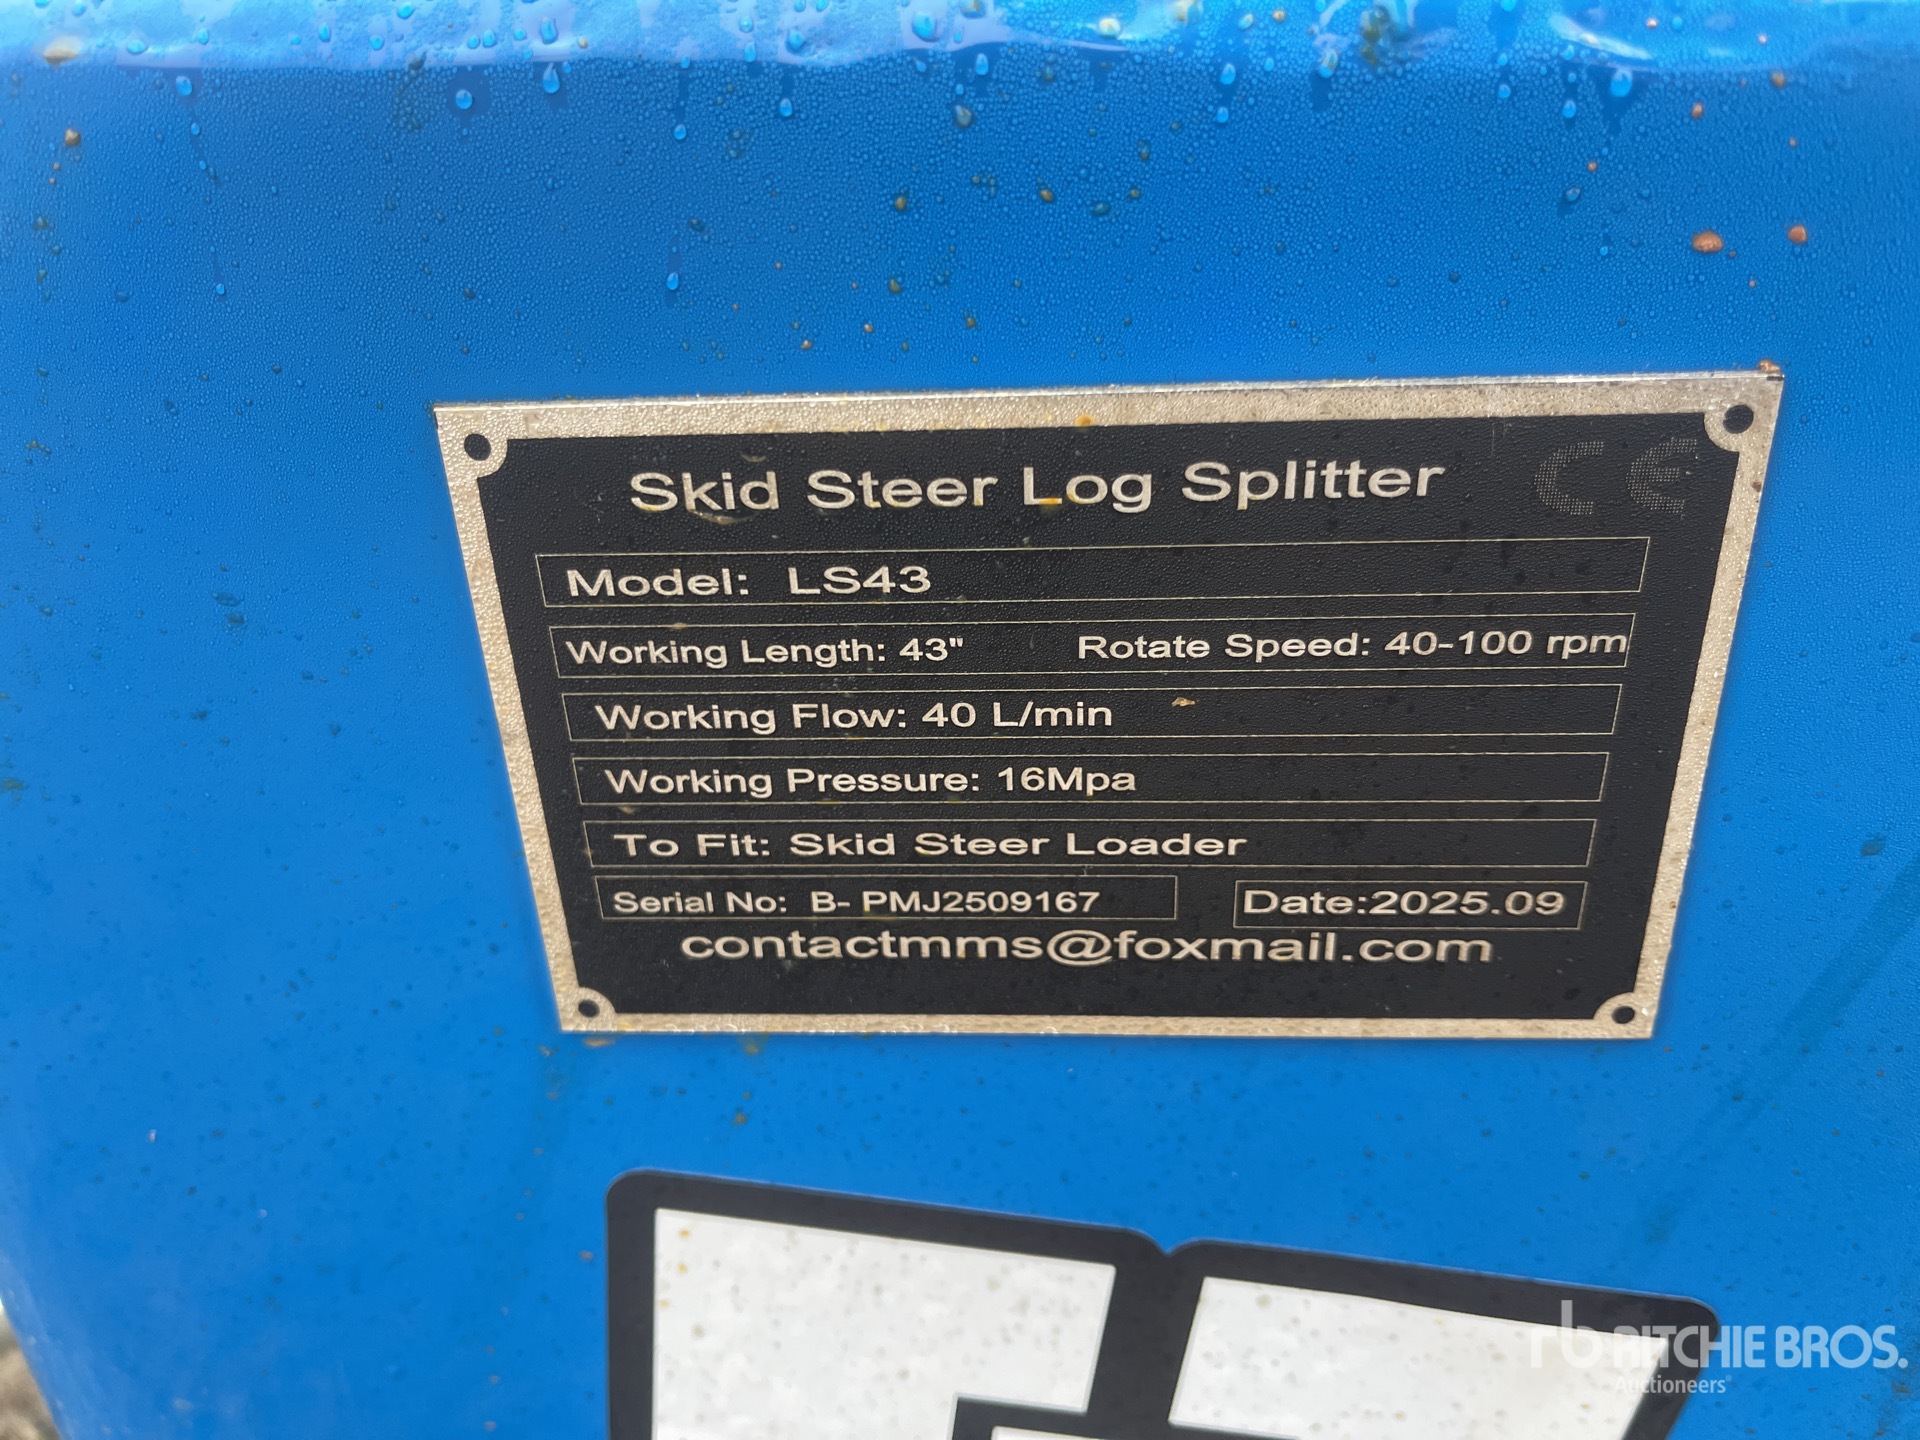 Skid Steer Log Splitter CE
Model: LS43
Working Length: 43" Rotate Speed: 40-100 rpm
Working Flow: 40 L/min
Working Pressure: 16Mpa
To Fit: Skid Steer Loader
Serial No: B- PMJ2509167 Date:2025.09
contactmms@foxmail.com
rb RITCHIE BROS.
Auctioneers